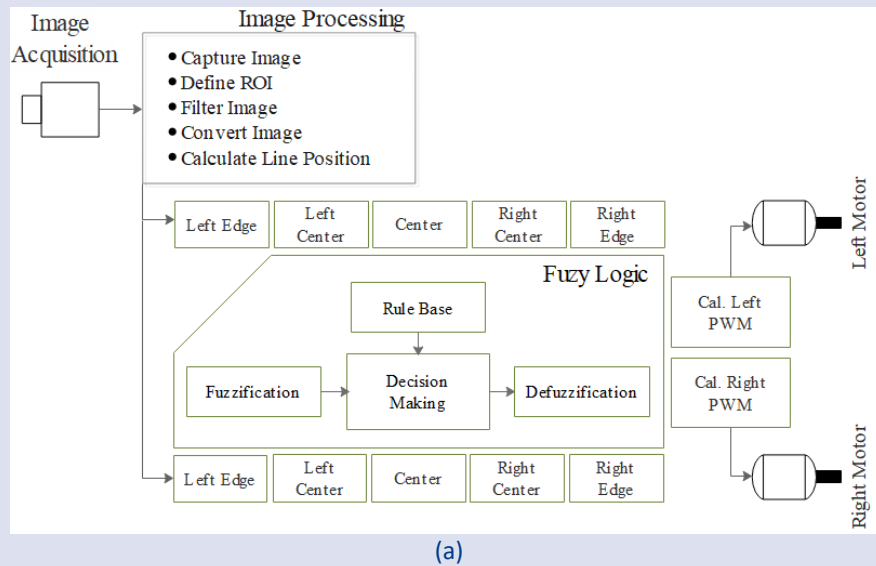 Image
Acquisition
Image Processing
• Capture Image
• Define ROI
• Filter Image
• Convert Image
• Calculate Line Position
Left Edge
Left
Center
Center
Right
Center
Right
Edge
Left Motor
Fuzy Logic
Rule Base
Fuzzification
Decision
Making
Defuzzification
Cal. Left
PWM
Cal. Right
PWM
Left Edge
Left
Center
Center
Right
Center
Right
Edge
Right Motor
(a)